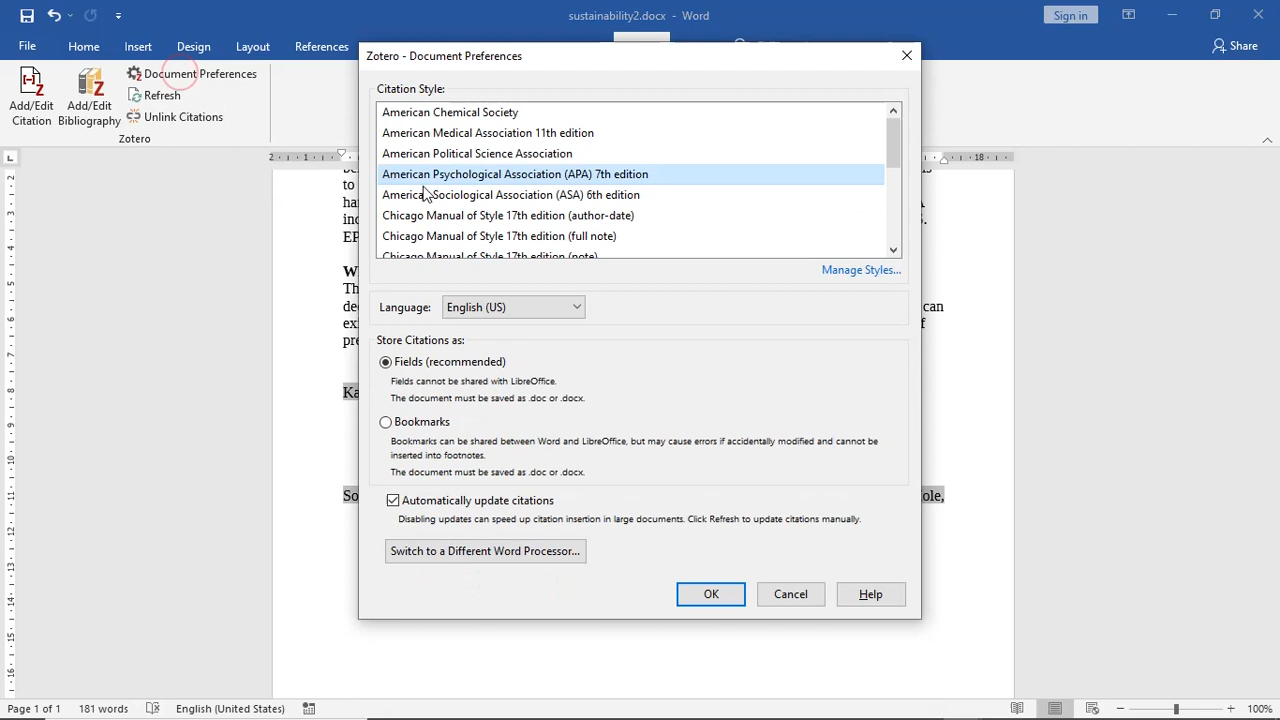 sustainability2.docx - Word
Sign in
File
Home
Insert
Design
Layout
References
Share
Add/Edit
Citation
Add/Edit
Bibliography
Document Preferences
Refresh
Unlink Citations
Zotero
Zotero - Document Preferences
Citation Style:
American Chemical Society
American Medical Association 11th edition
American Political Science Association
American Psychological Association (APA) 7th edition
American Sociological Association (ASA) 6th edition
Chicago Manual of Style 17th edition (author-date)
Chicago Manual of Style 17th edition (full note)
Chicago Manual of Style 17th edition (note)
Manage Styles...
Language: English (US)
Store Citations as:
Fields (recommended)
Fields cannot be shared with LibreOffice.
The document must be saved as .doc or .docx.
Bookmarks
Bookmarks can be shared between Word and LibreOffice, but may cause errors if accidentally modified and cannot be
inserted into footnotes.
The document must be saved as .doc or .docx.
Automatically update citations
Disabling updates can speed up citation insertion in large documents. Click Refresh to update citations manually.
Switch to a Different Word Processor...
OK
Cancel
Help
Page 1 of 1
181 words
English (United States)
100%